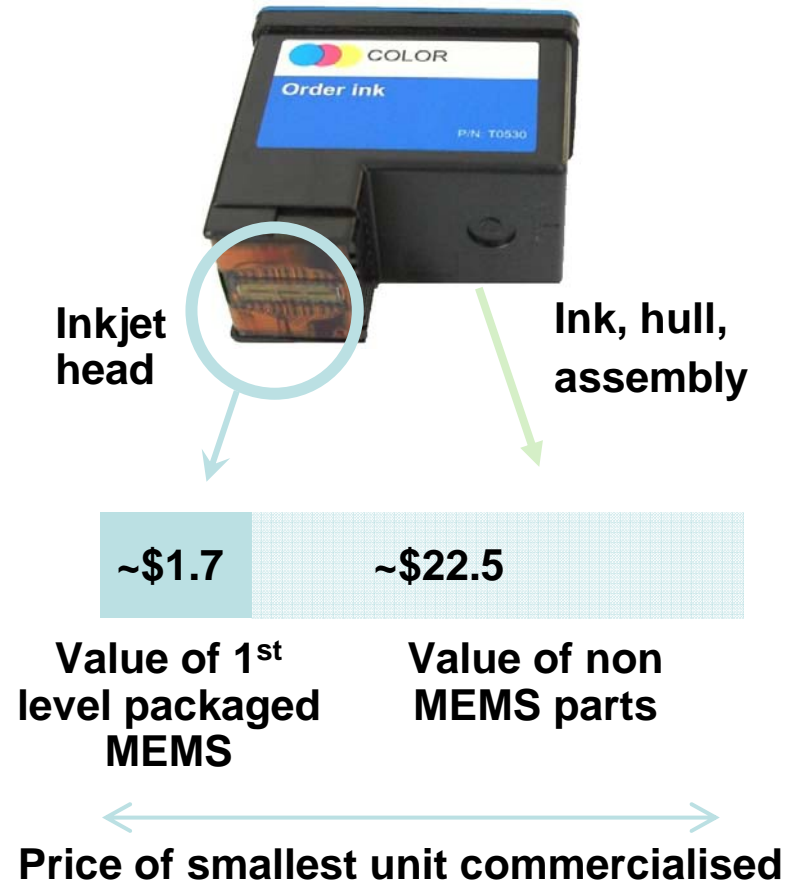 COLOR
Order ink
P/N: T0530
Inkjet
head
Ink, hull,
assembly
~$1.7
~$22.5
Value of 1st
level packaged
MEMS
Value of non
MEMS parts
Price of smallest unit commercialised